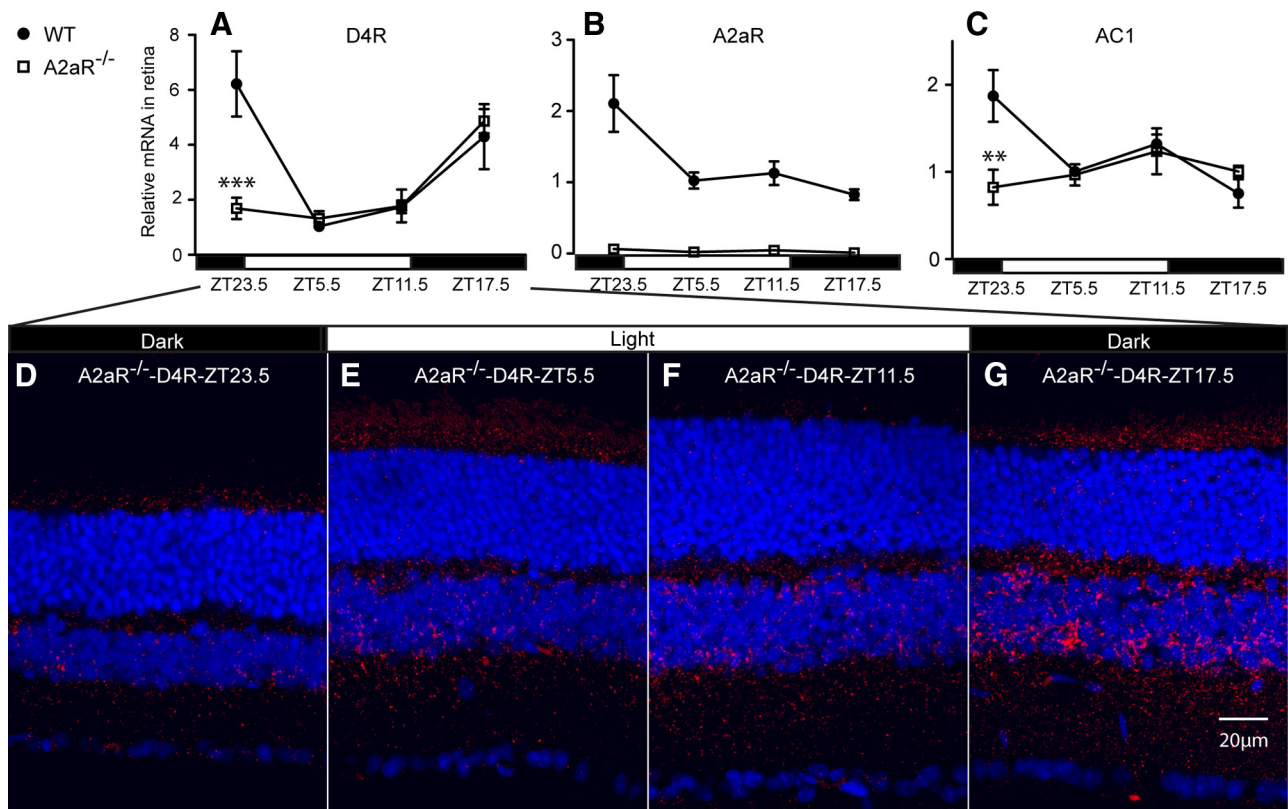 WT
A2aR-/-
A
D4R
Relative mRNA in retina
8
6
4
2
0
***
ZT23.5 ZT5.5 ZT11.5 ZT17.5
B
A2aR
3
2
1
0
ZT23.5 ZT5.5 ZT11.5 ZT17.5
C
AC1
2
1
0
**
ZT23.5 ZT5.5 ZT11.5 ZT17.5
Dark
Light
Dark
D
A2aR-/--D4R-ZT23.5
E
A2aR-/--D4R-ZT5.5
F
A2aR-/--D4R-ZT11.5
G
A2aR-/--D4R-ZT17.5
20μm